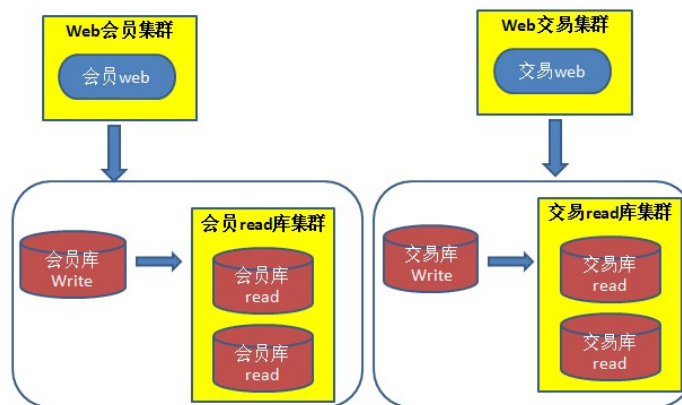 Web会员集群
会员web
Web交易集群
交易web
会员库
Write
会员read库集群
会员库
read
会员库
read
交易库
Write
交易read库集群
交易库
read
交易库
read